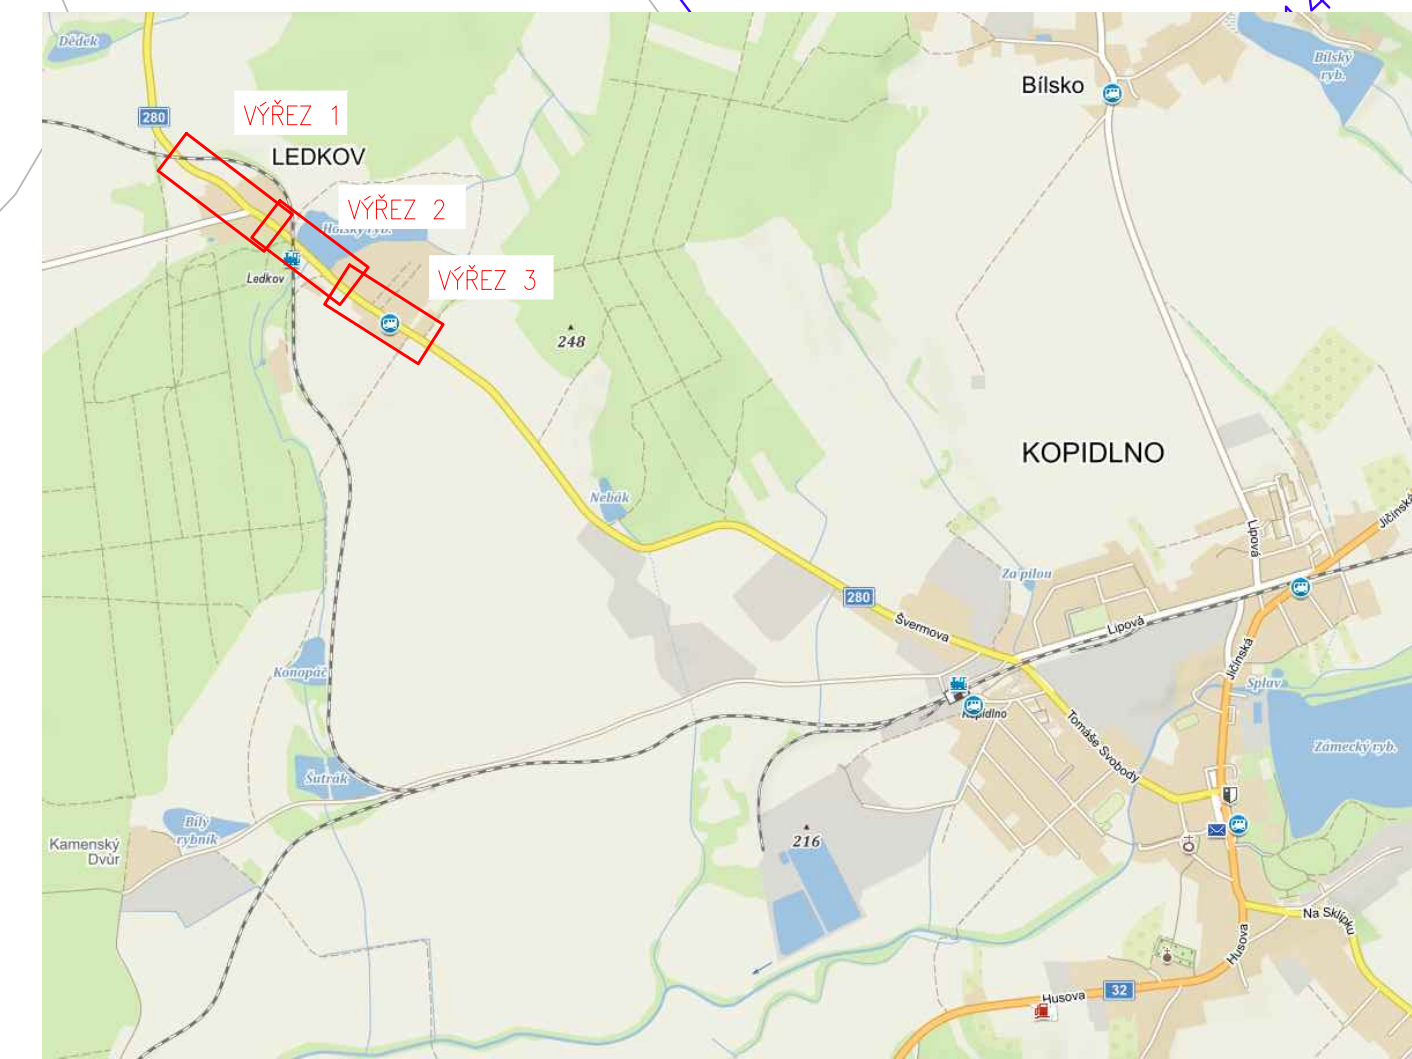 Dědek
Bílský
ryb.
Bílsko
280
VÝŘEZ 1
LEDKOV
VÝŘEZ 2
ryb.
Ledkov
VÝŘEZ 3
248
KOPIDLNO
Nebák
Jičínská
Lipová
Za pilou
280
Švermova
Lipová
Jičínská
Konopáč
Splav
Kopidlno
Tomáše Svobody
Zámecký ryb.
Šutrák
Bílý
rybník
Kamenský
Dvůr
216
Na Sklípku
Husova
32
Husova